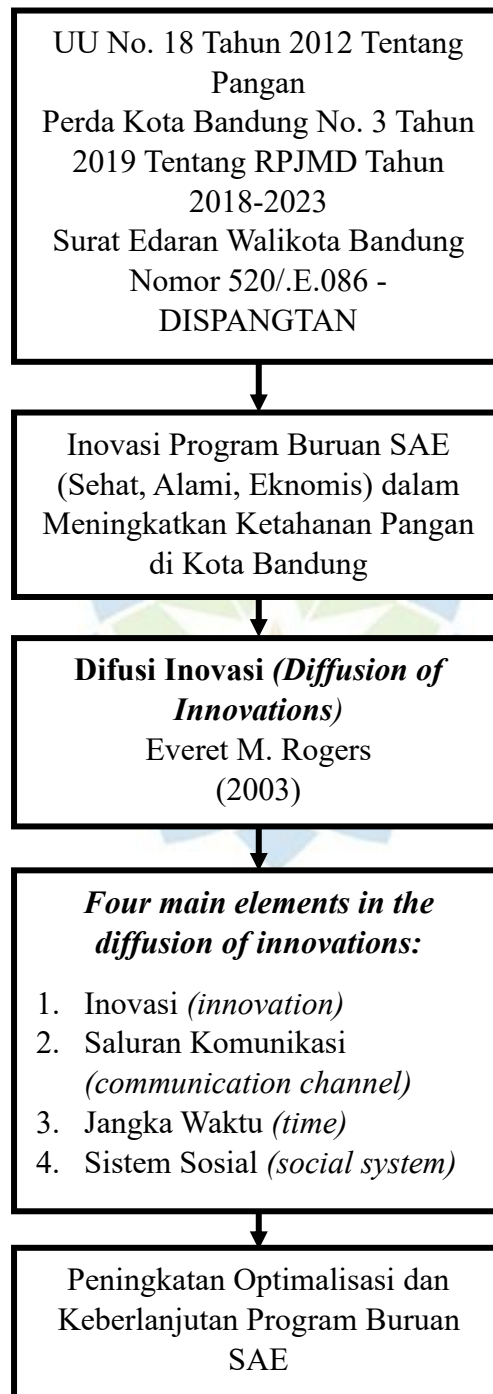 UU No. 18 Tahun 2012 Tentang
Pangan
Perda Kota Bandung No. 3 Tahun
2019 Tentang RPJMD Tahun
2018-2023
Surat Edaran Walikota Bandung
Nomor 520/.E.086 -
DISPANGTAN
Inovasi Program Buruan SAE
(Sehat, Alami, Eknomis) dalam
Meningkatkan Ketahanan Pangan
di Kota Bandung
Difusi Inovasi (Diffusion of
Innovations)
Everet M. Rogers
(2003)
Four main elements in the
diffusion of innovations:
1. Inovasi (innovation)
2. Saluran Komunikasi
(communication channel)
3. Jangka Waktu (time)
4. Sistem Sosial (social system)
Peningkatan Optimalisasi dan
Keberlanjutan Program Buruan
SAE